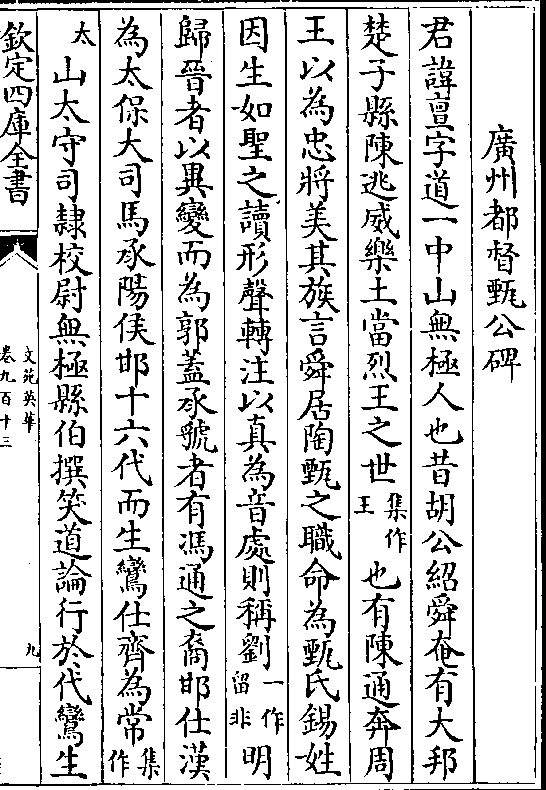 廣州都督甄公碑
君諱亶字道一中山無極人也昔胡公紹舜奄有大邦
楚子縣陳逃威樂土當烈王之世集作王也有陳通奔周
王以為忠將美其族言舜居陶甄之職命為甄氏錫姓
因生如聖之讀形聲轉注以真為音處則稱劉一作留非明
歸晉者以異變而為郭蓋承號者有馮通之裔邯仕漢
為太保大司馬承陽侯邯十六代而生鸞仕齊為常集作
太山太守司隸校尉無極縣伯撰笑道論行於代鸞生
欽定四庫全書
文苑英華
卷九百十三
九